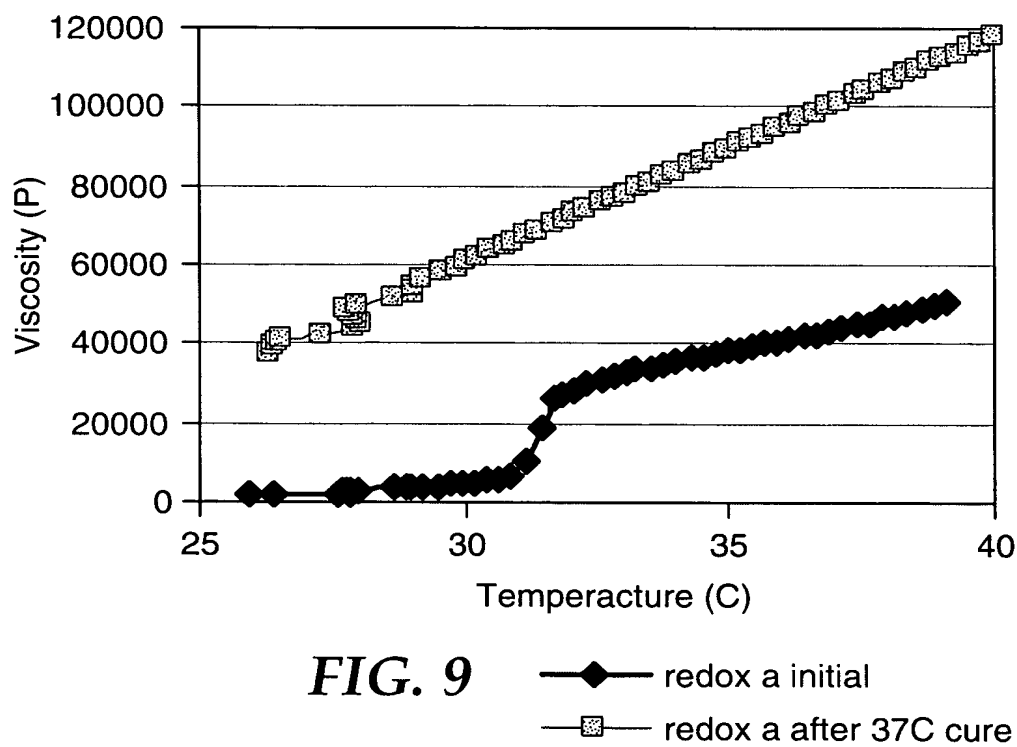 120000
100000
80000
60000
40000
20000
0
Viscosity (P)
25 30 35 40
Temperacture (C)
FIG. 9
redox a initial
redox a after 37C cure